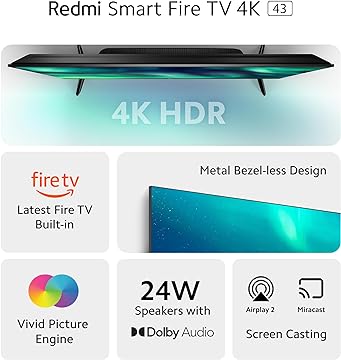 Redmi Smart Fire TV 4K 43
4K HDR
fire tv
Latest Fire TV
Built-in
Metal Bezel-less Design
Vivid Picture
Engine
24W
Speakers with
Dolby Audio
Airplay 2 Miracast
Screen Casting